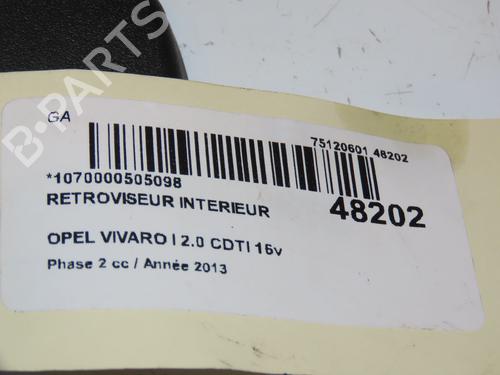 B-PARTS
GA
75120601 48202
*1070000505098
RETROVISEUR INTERIEUR
48202
OPEL VIVARO I 2.0 CDTI 16v
Phase 2 cc / Année 2013